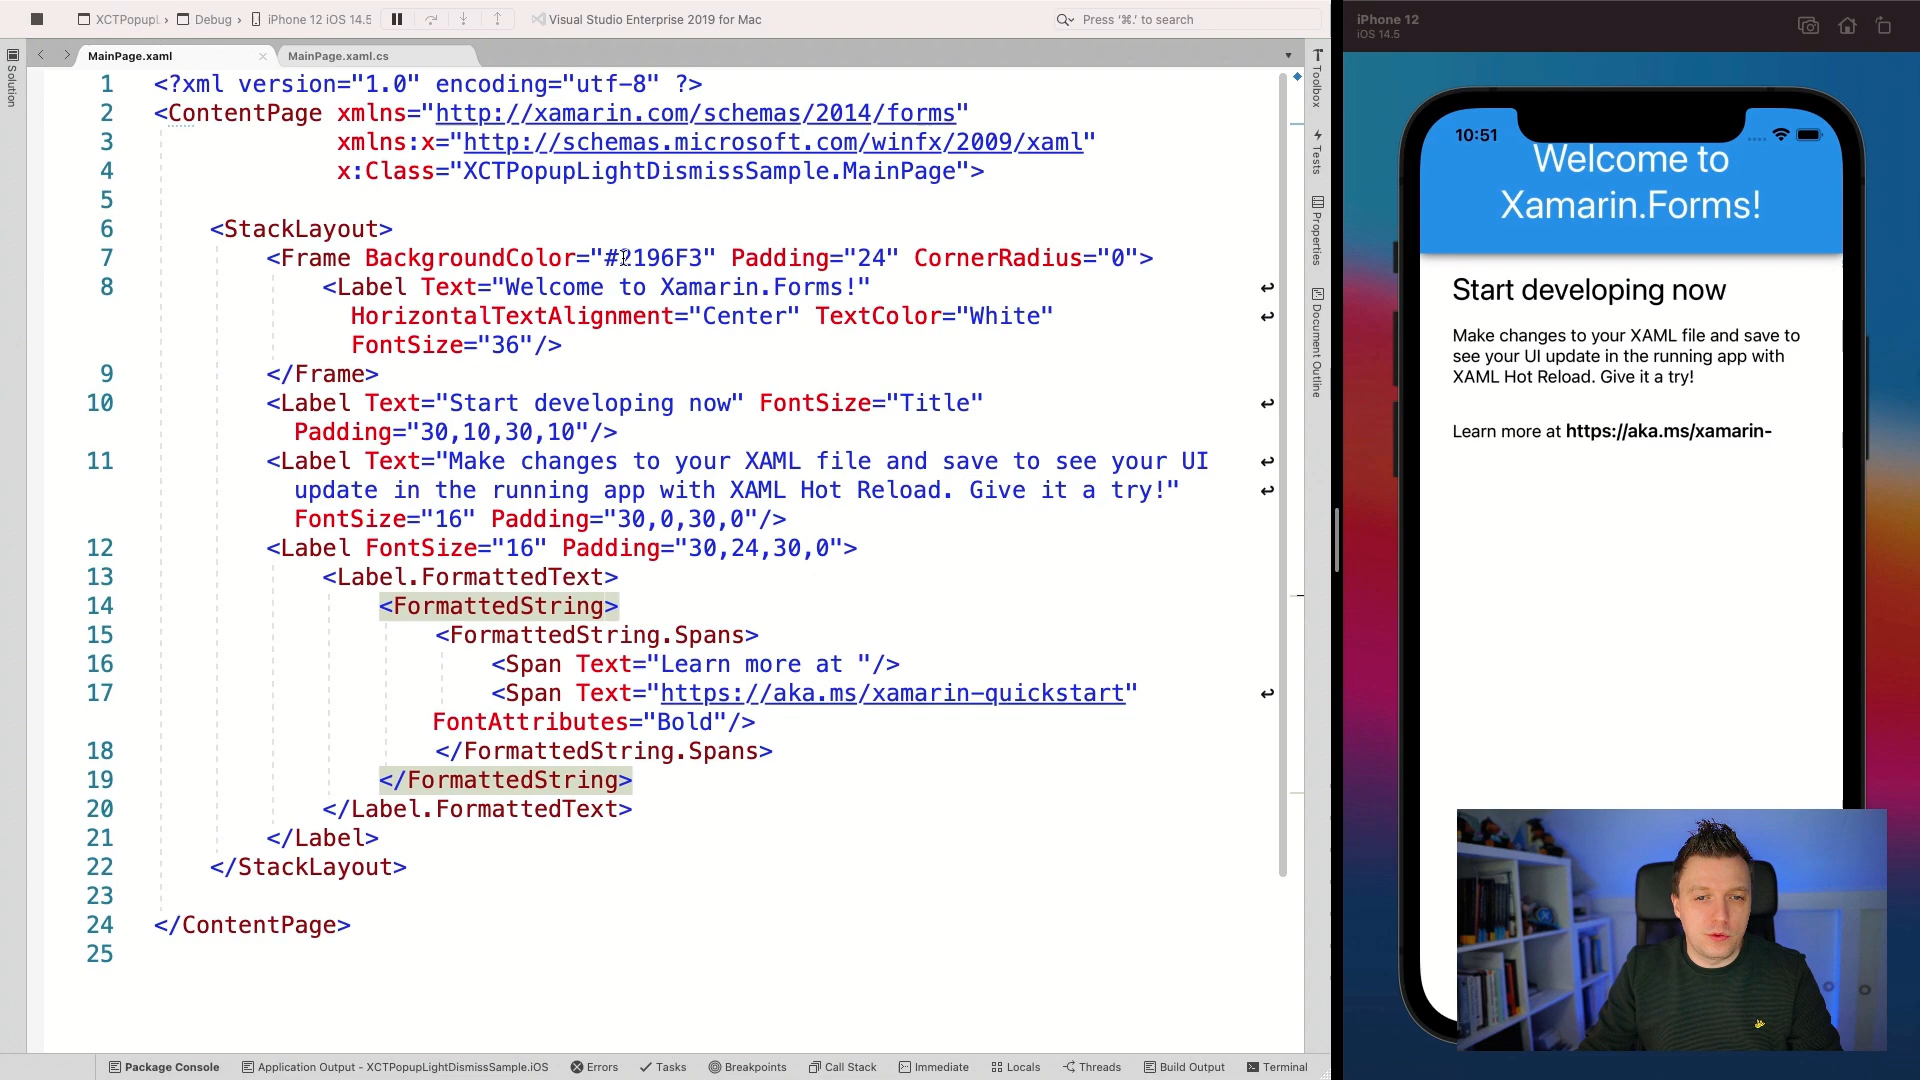 XCTPopupL
Debug
iPhone 12 iOS 14.5
Visual Studio Enterprise 2019 for Mac
Press '⌘.' to search
iPhone 12
iOS 14.5
Solution
MainPage.xaml
MainPage.xaml.cs
1 <?xml version="1.0" encoding="utf-8" ?>
2 <ContentPage xmlns="http://xamarin.com/schemas/2014/forms"
3 xmlns:x="http://schemas.microsoft.com/winfx/2009/xaml"
4 x:Class="XCTPopupLightDismissSample.MainPage">
5
6 <StackLayout>
7 <Frame BackgroundColor="#2196F3" Padding="24" CornerRadius="0">
8 <Label Text="Welcome to Xamarin.Forms!"
HorizontalTextAlignment="Center" TextColor="White"
FontSize="36"/>
9 </Frame>
10 <Label Text="Start developing now" FontSize="Title"
Padding="30,10,30,10"/>
11 <Label Text="Make changes to your XAML file and save to see your UI
update in the running app with XAML Hot Reload. Give it a try!"
FontSize="16" Padding="30,0,30,0"/>
12 <Label FontSize="16" Padding="30,24,30,0">
13 <Label.FormattedText>
14 <FormattedString>
15 <FormattedString.Spans>
16 <Span Text="Learn more at "/>
17 <Span Text="https://aka.ms/xamarin-quickstart"
FontAttributes="Bold"/>
18 </FormattedString.Spans>
19 </FormattedString>
20 </Label.FormattedText>
21 </Label>
22 </StackLayout>
23
24 </ContentPage>
25
Toolbox
Tests
Properties
Document Outline
10:51
Welcome to
Xamarin.Forms!
Start developing now
Make changes to your XAML file and save to
see your UI update in the running app with
XAML Hot Reload. Give it a try!
Learn more at https://aka.ms/xamarin-
Package Console
Application Output - XCTPopupLightDismissSample.iOS
Errors
Tasks
Breakpoints
Call Stack
Immediate
Locals
Threads
Build Output
Terminal